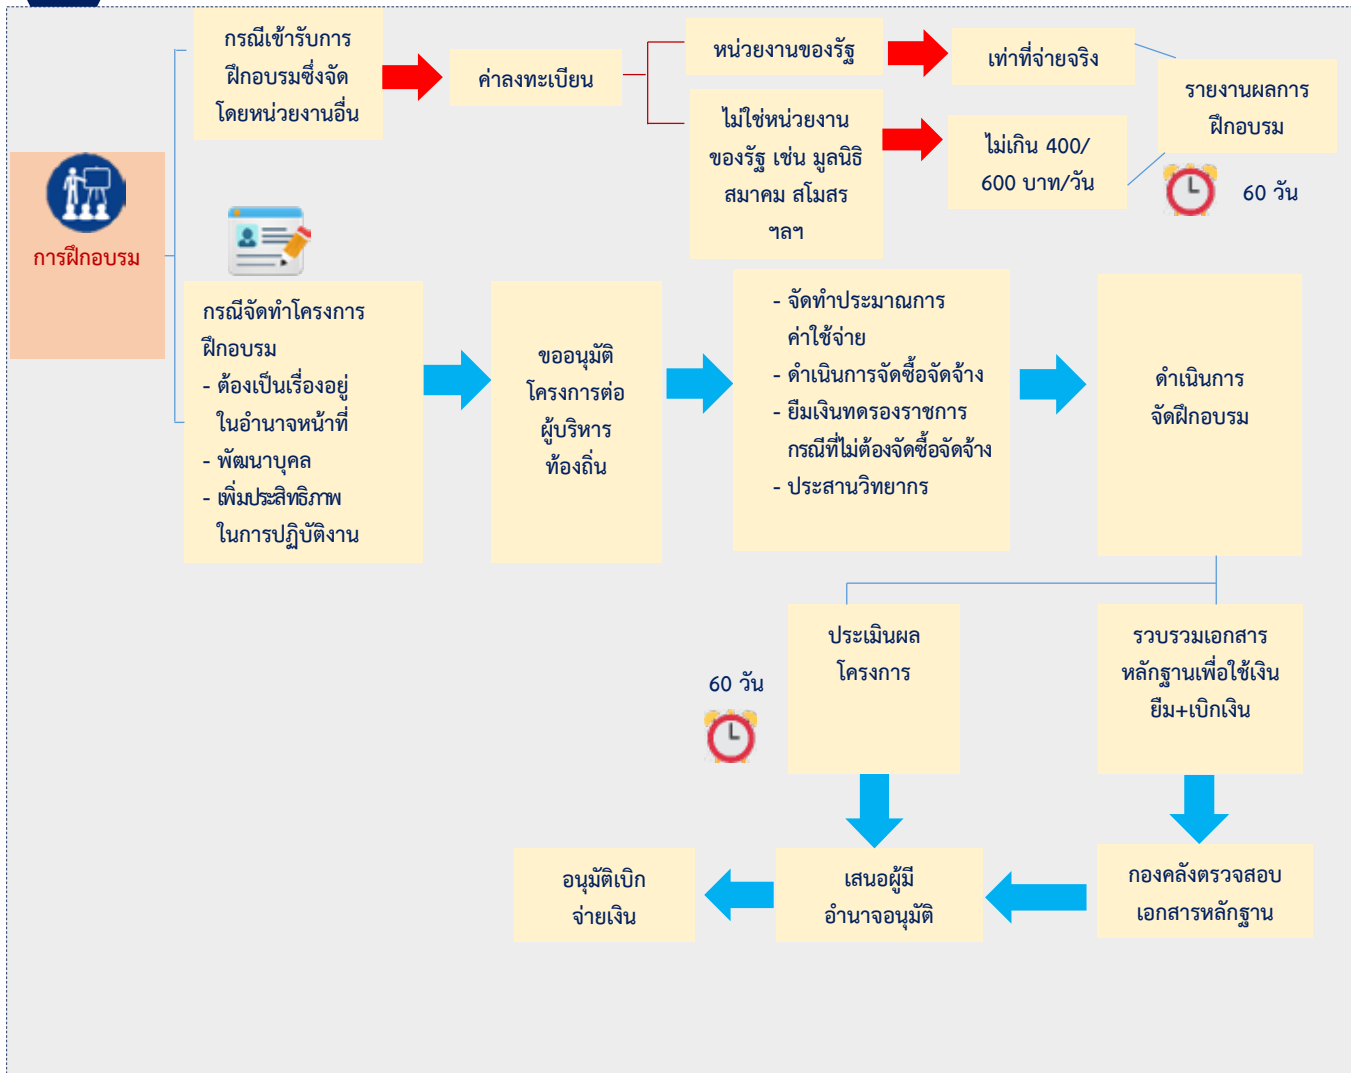 การฝึกอบรม
กรณีเข้ารับการ
ฝึกอบรมซึ่งจัด
โดยหน่วยงานอื่น
ค่าลงทะเบียน
หน่วยงานของรัฐ
เท่าที่จ่ายจริง
ไม่ใช่หน่วยงาน
ของรัฐ เช่น มูลนิธิ
สมาคม สโมสร
ฯลฯ
ไม่เกิน 400/
600 บาท/วัน
รายงานผลการ
ฝึกอบรม
60 วัน
กรณีจัดทำโครงการ
ฝึกอบรม
- ต้องเป็นเรื่องอยู่
ในอำนาจหน้าที่
- พัฒนาบุคล
- เพิ่มประสิทธิภาพ
ในการปฏิบัติงาน
ขออนุมัติ
โครงการต่อ
ผู้บริหาร
ท้องถิ่น
- จัดทำประมาณการ
ค่าใช้จ่าย
- ดำเนินการจัดซื้อจัดจ้าง
- ยืมเงินทดรองราชการ
กรณีที่ไม่ต้องจัดซื้อจัดจ้าง
- ประสานวิทยากร
ดำเนินการ
จัดฝึกอบรม
ประเมินผล
โครงการ
60 วัน
รวบรวมเอกสาร
หลักฐานเพื่อใช้เงิน
ยืม+เบิกเงิน
กองคลังตรวจสอบ
เอกสารหลักฐาน
เสนอผู้มี
อำนาจอนุมัติ
อนุมัติเบิก
จ่ายเงิน